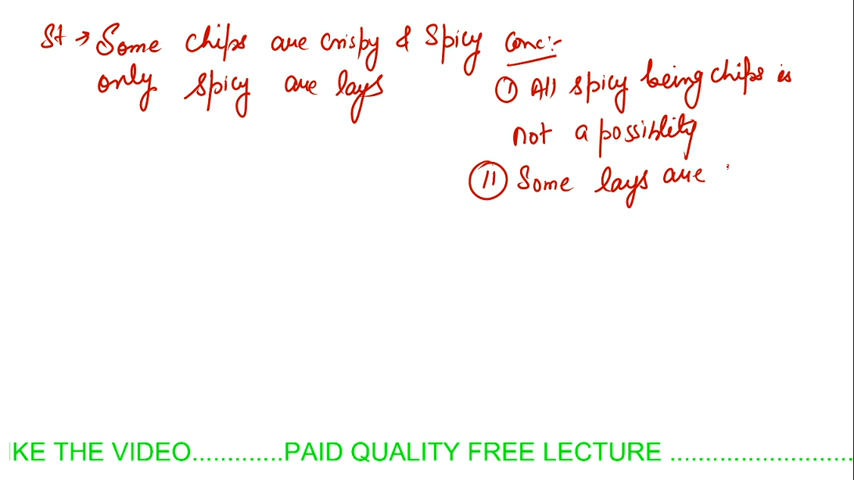 St → Some chips are crispy & Spicy
only spicy are lays
Conc:-
① All spicy being chips is
not a possiblity
⑪ Some lays are
KE THE VIDEO.............PAID QUALITY FREE LECTURE ..........................